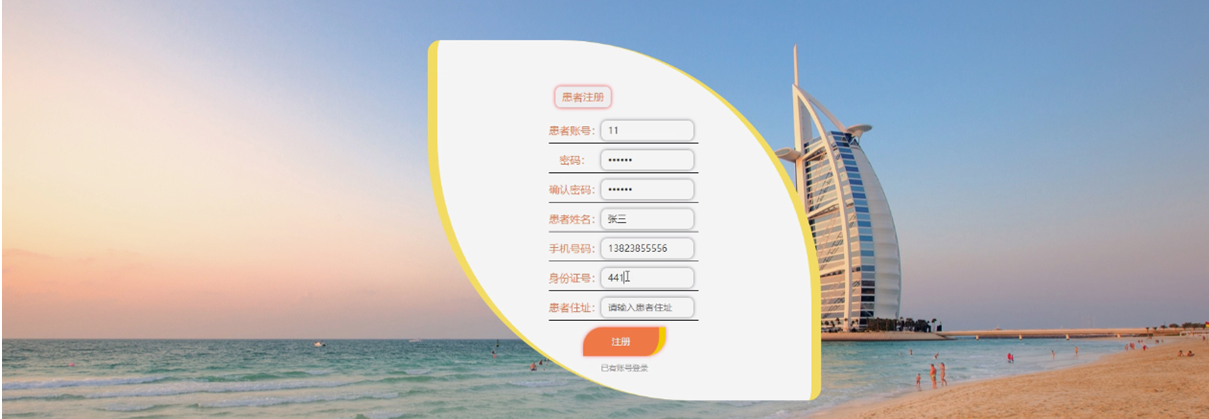 患者注册
患者账号： 11
密码： ••••••
确认密码： ••••••
患者姓名： 张三
手机号码： 13823855556
身份证号： 441
患者住址： 请输入患者住址
注册
已有账号登录